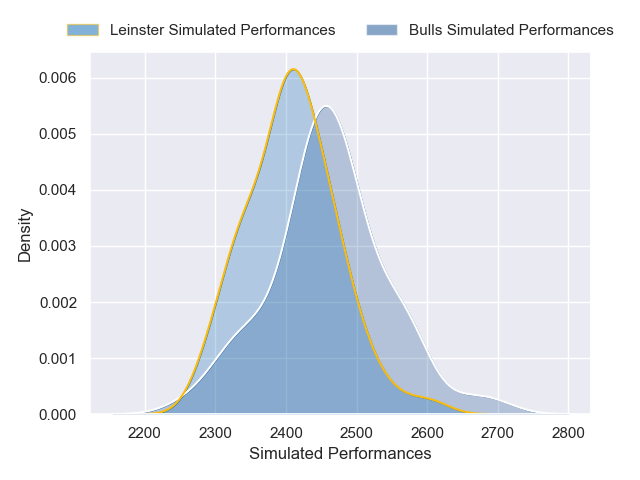 Leinster Simulated Performances
Bulls Simulated Performances
0.006
0.005
0.004
0.003
0.002
0.001
0.000
Density
2200 2300 2400 2500 2600 2700 2800
Simulated Performances